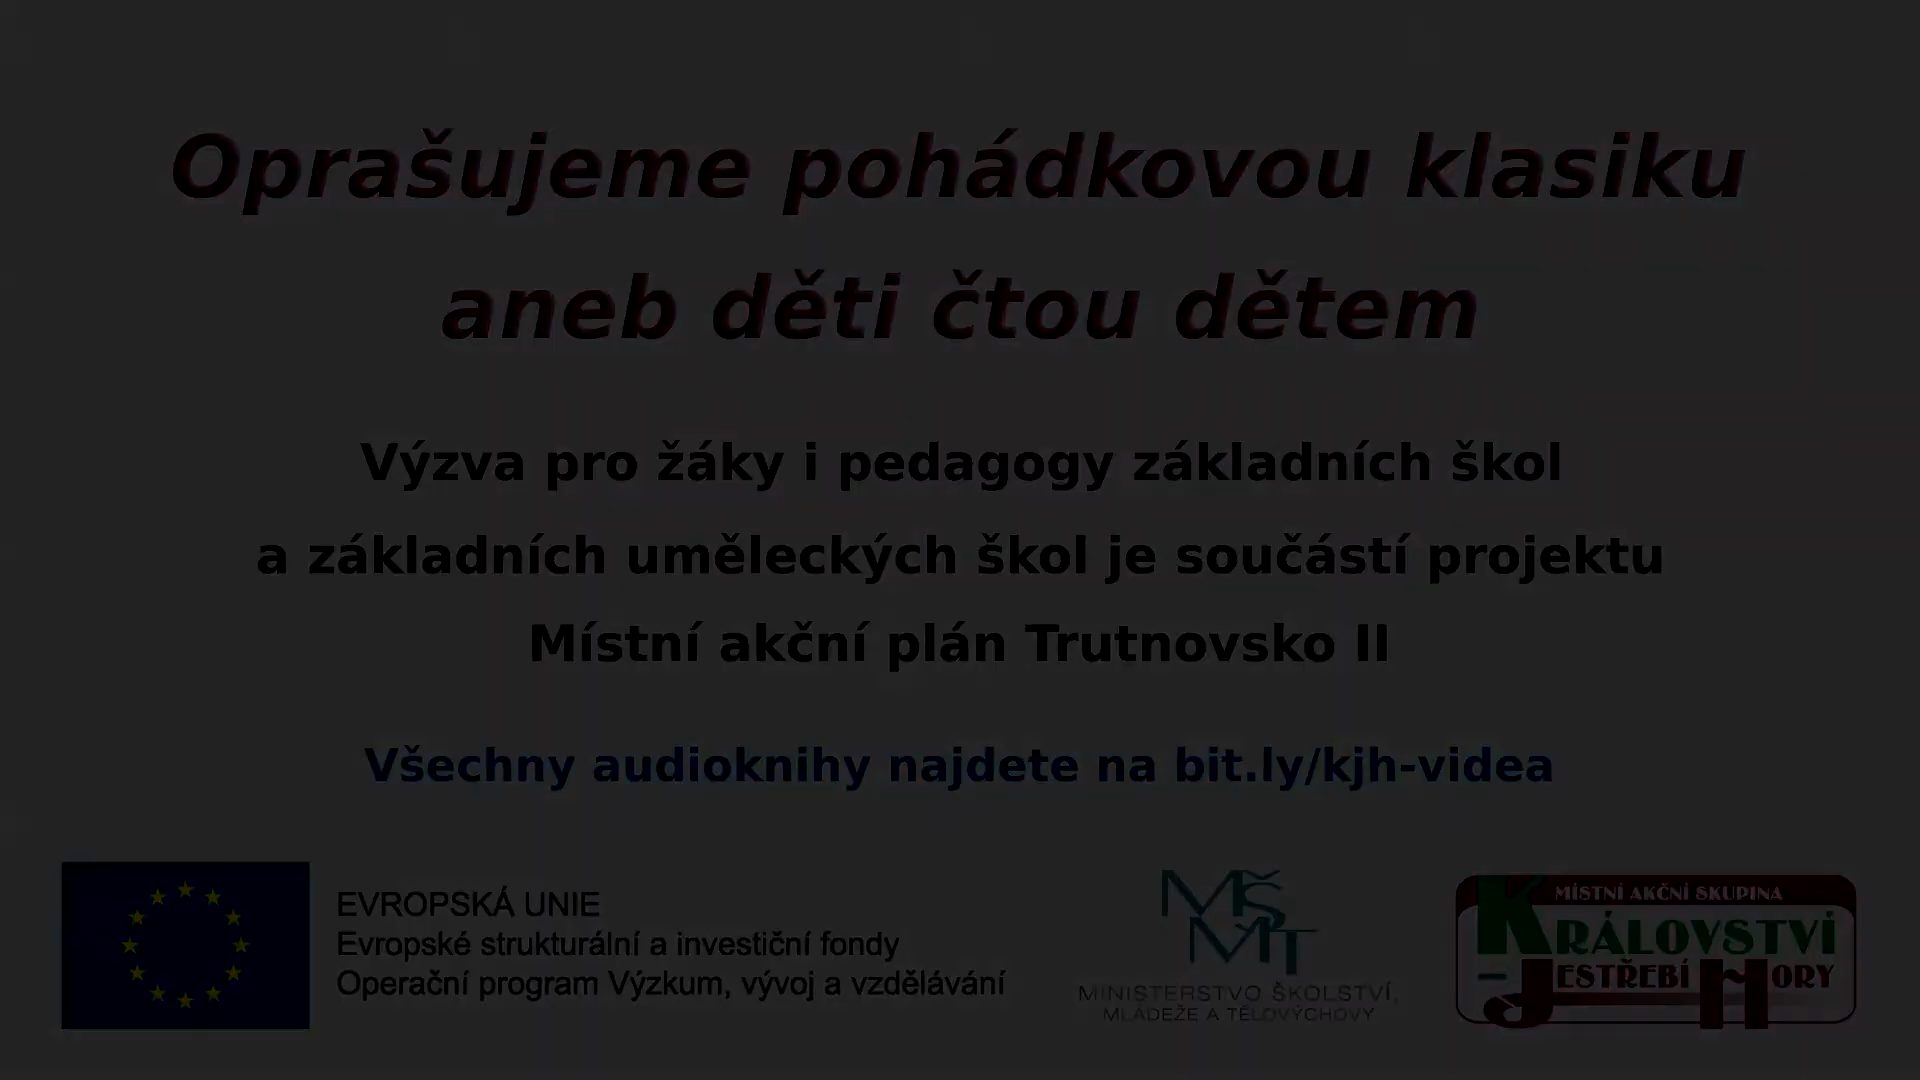 Oprašujeme pohádkovou klasiku
aneb děti čtou dětem
Výzva pro žáky i pedagogy základních škol
a základních uměleckých škol je součástí projektu
Místní akční plán Trutnovsko II
Všechny audioknihy najdete na bit.ly/kjh-videa
EVROPSKÁ UNIE
Evropské strukturální a investiční fondy
Operační program Výzkum, vývoj a vzdělávání
MŠMT
MINISTERSTVO ŠKOLSTVÍ,
MLÁDEŽE A TĚLOVÝCHOVY
MÍSTNÍ AKČNÍ SKUPINA
KRÁLOVSTVÍ
– JESTŘEBÍ HORY